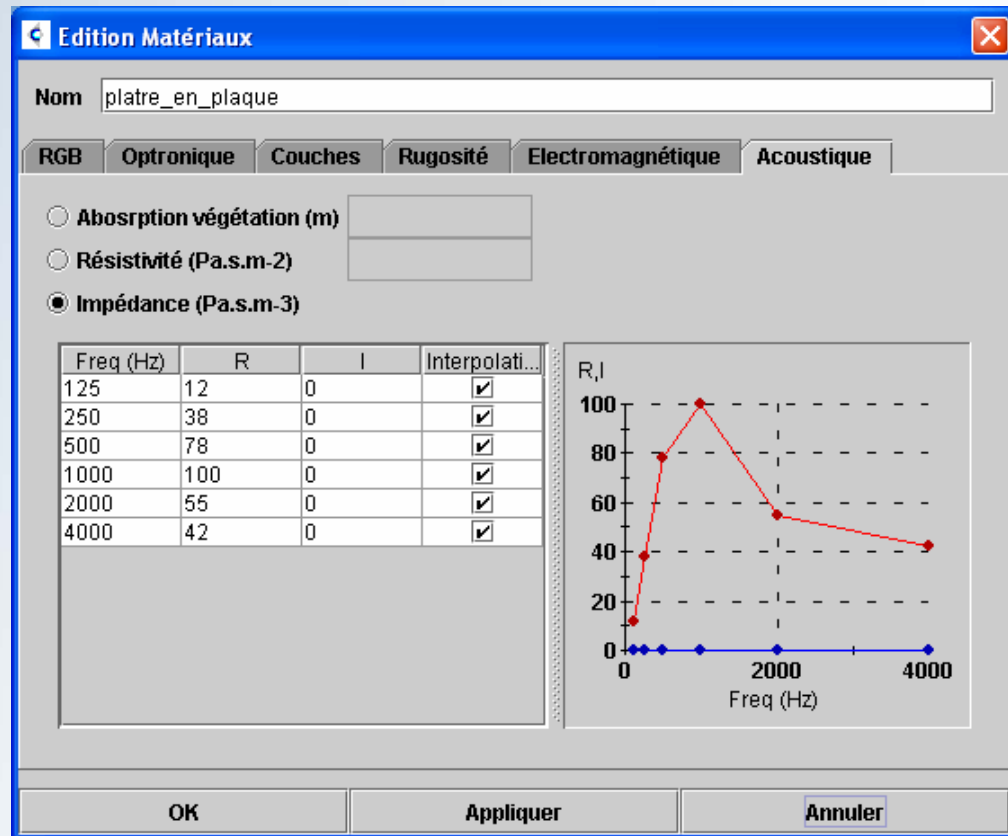 Edition Matériaux
Nom platre_en_plaque
RGB Optronique Couches Rugosité Electromagnétique Acoustique
Abosrption végétation (m)
Résistivité (Pa.s.m-2)
Impédance (Pa.s.m-3)
Freq (Hz) R I Interpolati...
125 12 0
250 38 0
500 78 0
1000 100 0
2000 55 0
4000 42 0
R,I
100
80
60
40
20
0
0 2000 4000
Freq (Hz)
OK Appliquer Annuler